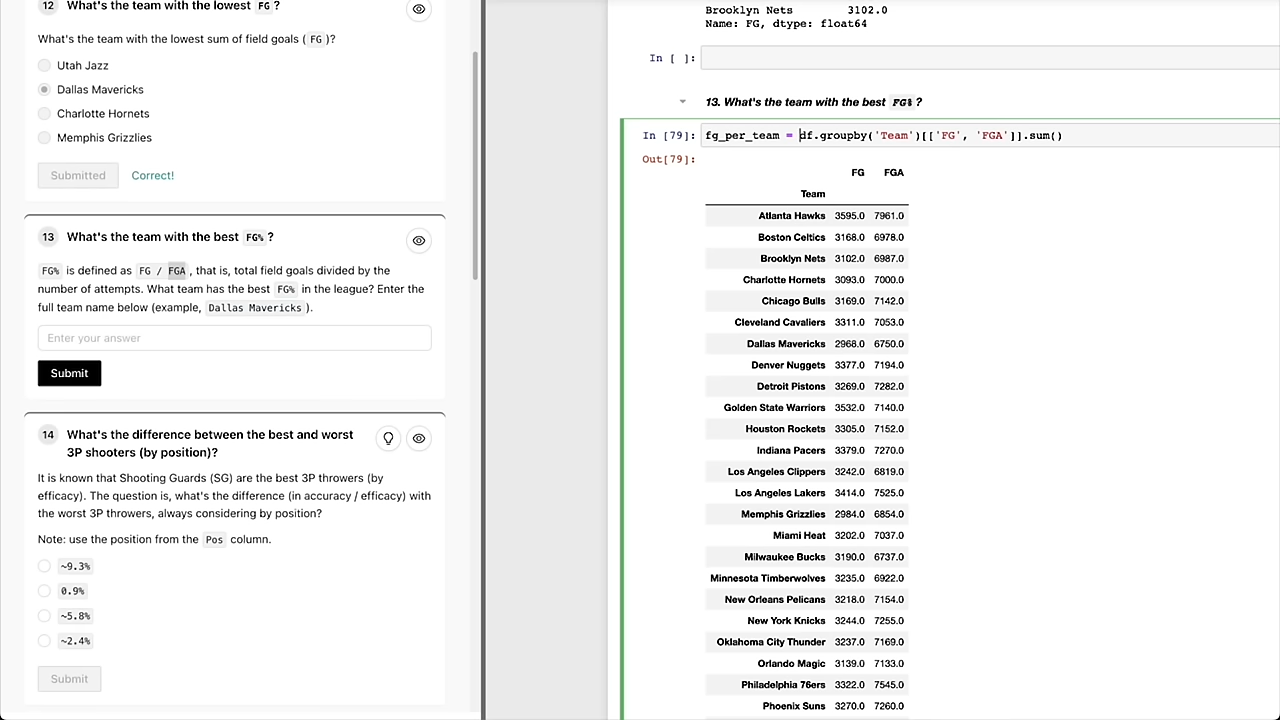 12 What's the team with the lowest FG ?
What's the team with the lowest sum of field goals ( FG )?
Utah Jazz
Dallas Mavericks
Charlotte Hornets
Memphis Grizzlies
Submitted Correct!
13 What's the team with the best FG% ?
FG% is defined as FG / FGA , that is, total field goals divided by the
number of attempts. What team has the best FG% in the league? Enter the
full team name below (example, Dallas Mavericks ).
Enter your answer
Submit
14 What's the difference between the best and worst
3P shooters (by position)?
It is known that Shooting Guards (SG) are the best 3P throwers (by
efficacy). The question is, what's the difference (in accuracy / efficacy) with
the worst 3P throwers, always considering by position?
Note: use the position from the Pos column.
~9.3%
0.9%
~5.8%
~2.4%
Submit
Brooklyn Nets 3102.0
Name: FG, dtype: float64
In [ ]:
13. What's the team with the best FG% ?
In [79]: fg_per_team = df.groupby('Team')[['FG', 'FGA']].sum()
Out[79]:
FG FGA
Team
Atlanta Hawks 3595.0 7961.0
Boston Celtics 3168.0 6978.0
Brooklyn Nets 3102.0 6987.0
Charlotte Hornets 3093.0 7000.0
Chicago Bulls 3169.0 7142.0
Cleveland Cavaliers 3311.0 7053.0
Dallas Mavericks 2968.0 6750.0
Denver Nuggets 3377.0 7194.0
Detroit Pistons 3269.0 7282.0
Golden State Warriors 3532.0 7140.0
Houston Rockets 3305.0 7152.0
Indiana Pacers 3379.0 7270.0
Los Angeles Clippers 3242.0 6819.0
Los Angeles Lakers 3414.0 7525.0
Memphis Grizzlies 2984.0 6854.0
Miami Heat 3202.0 7037.0
Milwaukee Bucks 3190.0 6737.0
Minnesota Timberwolves 3235.0 6922.0
New Orleans Pelicans 3218.0 7154.0
New York Knicks 3244.0 7255.0
Oklahoma City Thunder 3237.0 7169.0
Orlando Magic 3139.0 7133.0
Philadelphia 76ers 3322.0 7545.0
Phoenix Suns 3270.0 7260.0